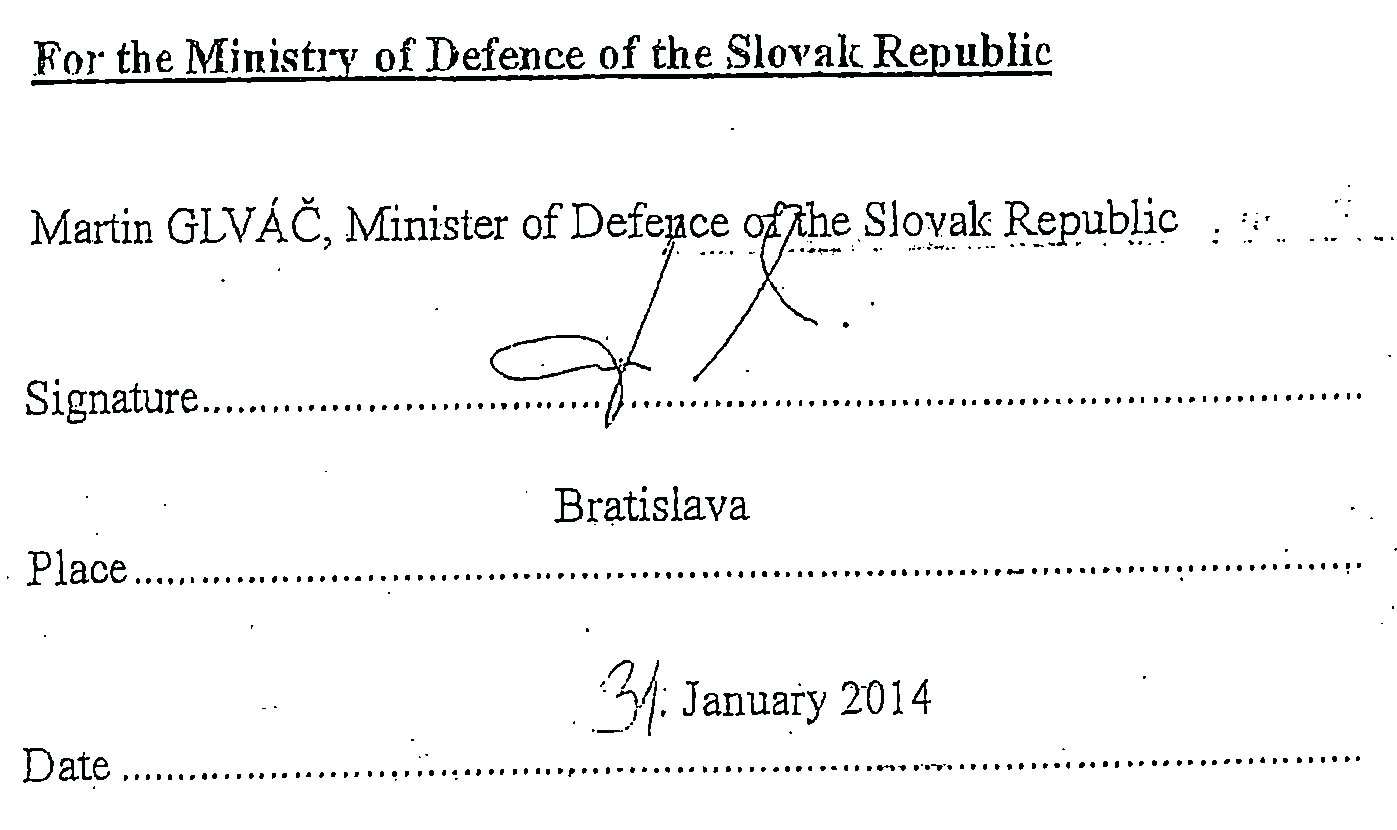 For the Ministry of Defence of the Slovak Republic
Martin GLVÁČ, Minister of Defence of the Slovak Republic
Signature
Bratislava
Place
31. January 2014
Date